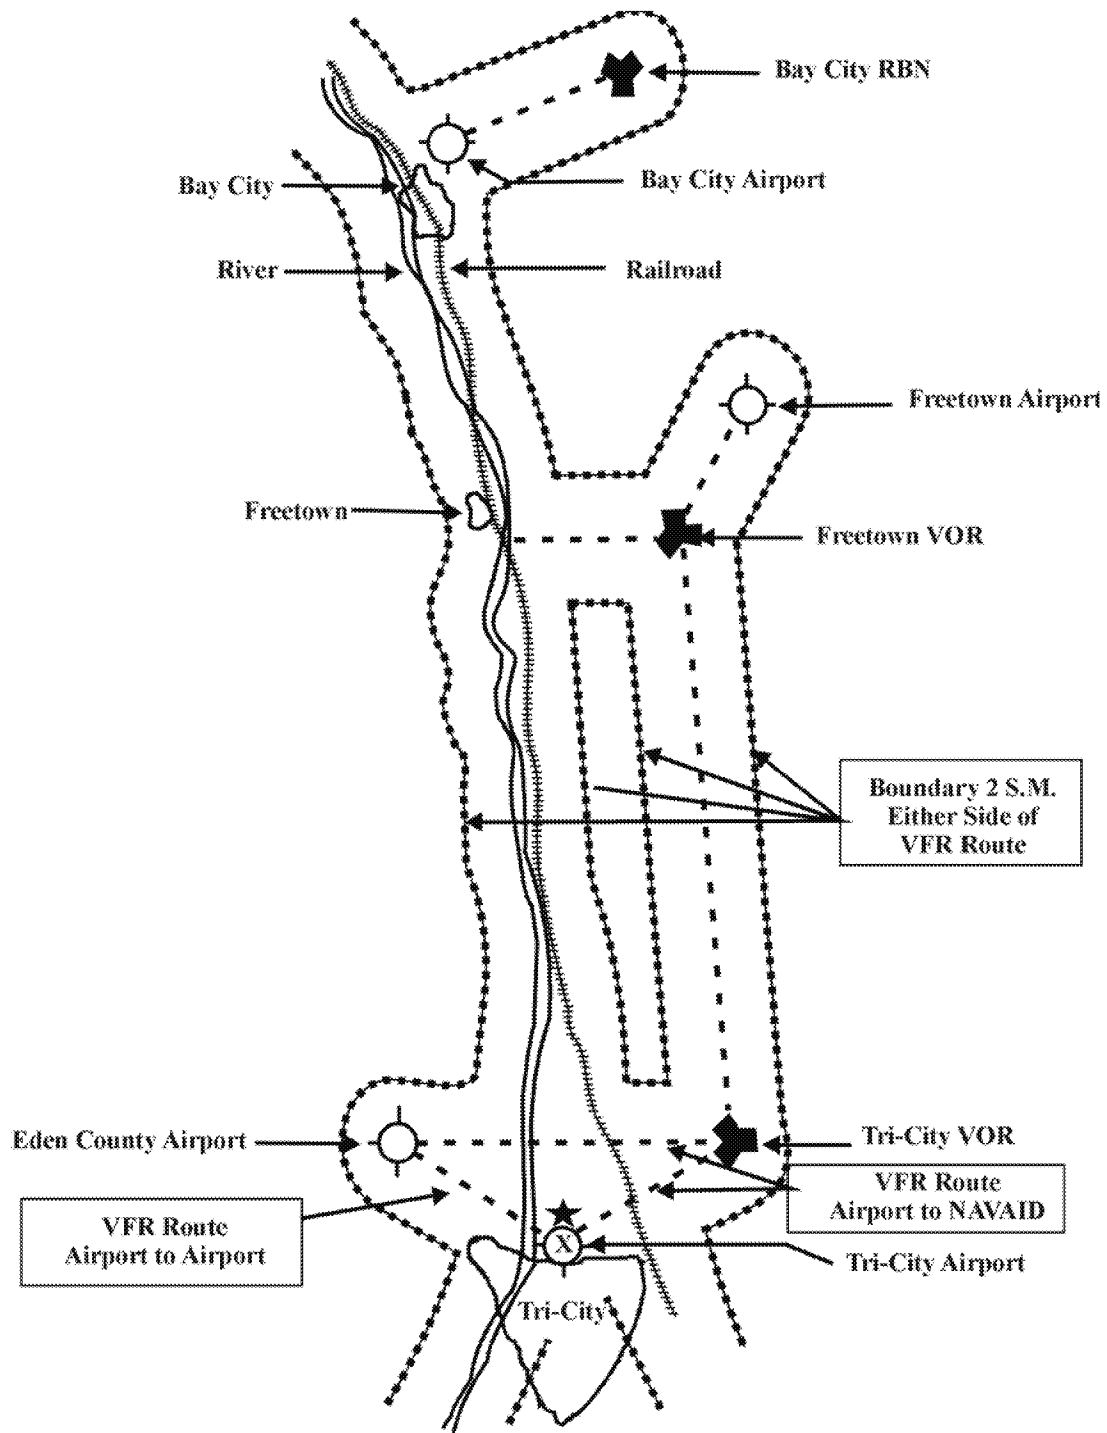 Bay City RBN
Bay City
Bay City Airport
River
Railroad
Freetown Airport
Freetown
Freetown VOR
Boundary 2 S.M.
Either Side of
VFR Route
Eden County Airport
Tri-City VOR
VFR Route
Airport to NAVAID
VFR Route
Airport to Airport
X
Tri-City Airport
Tri-City